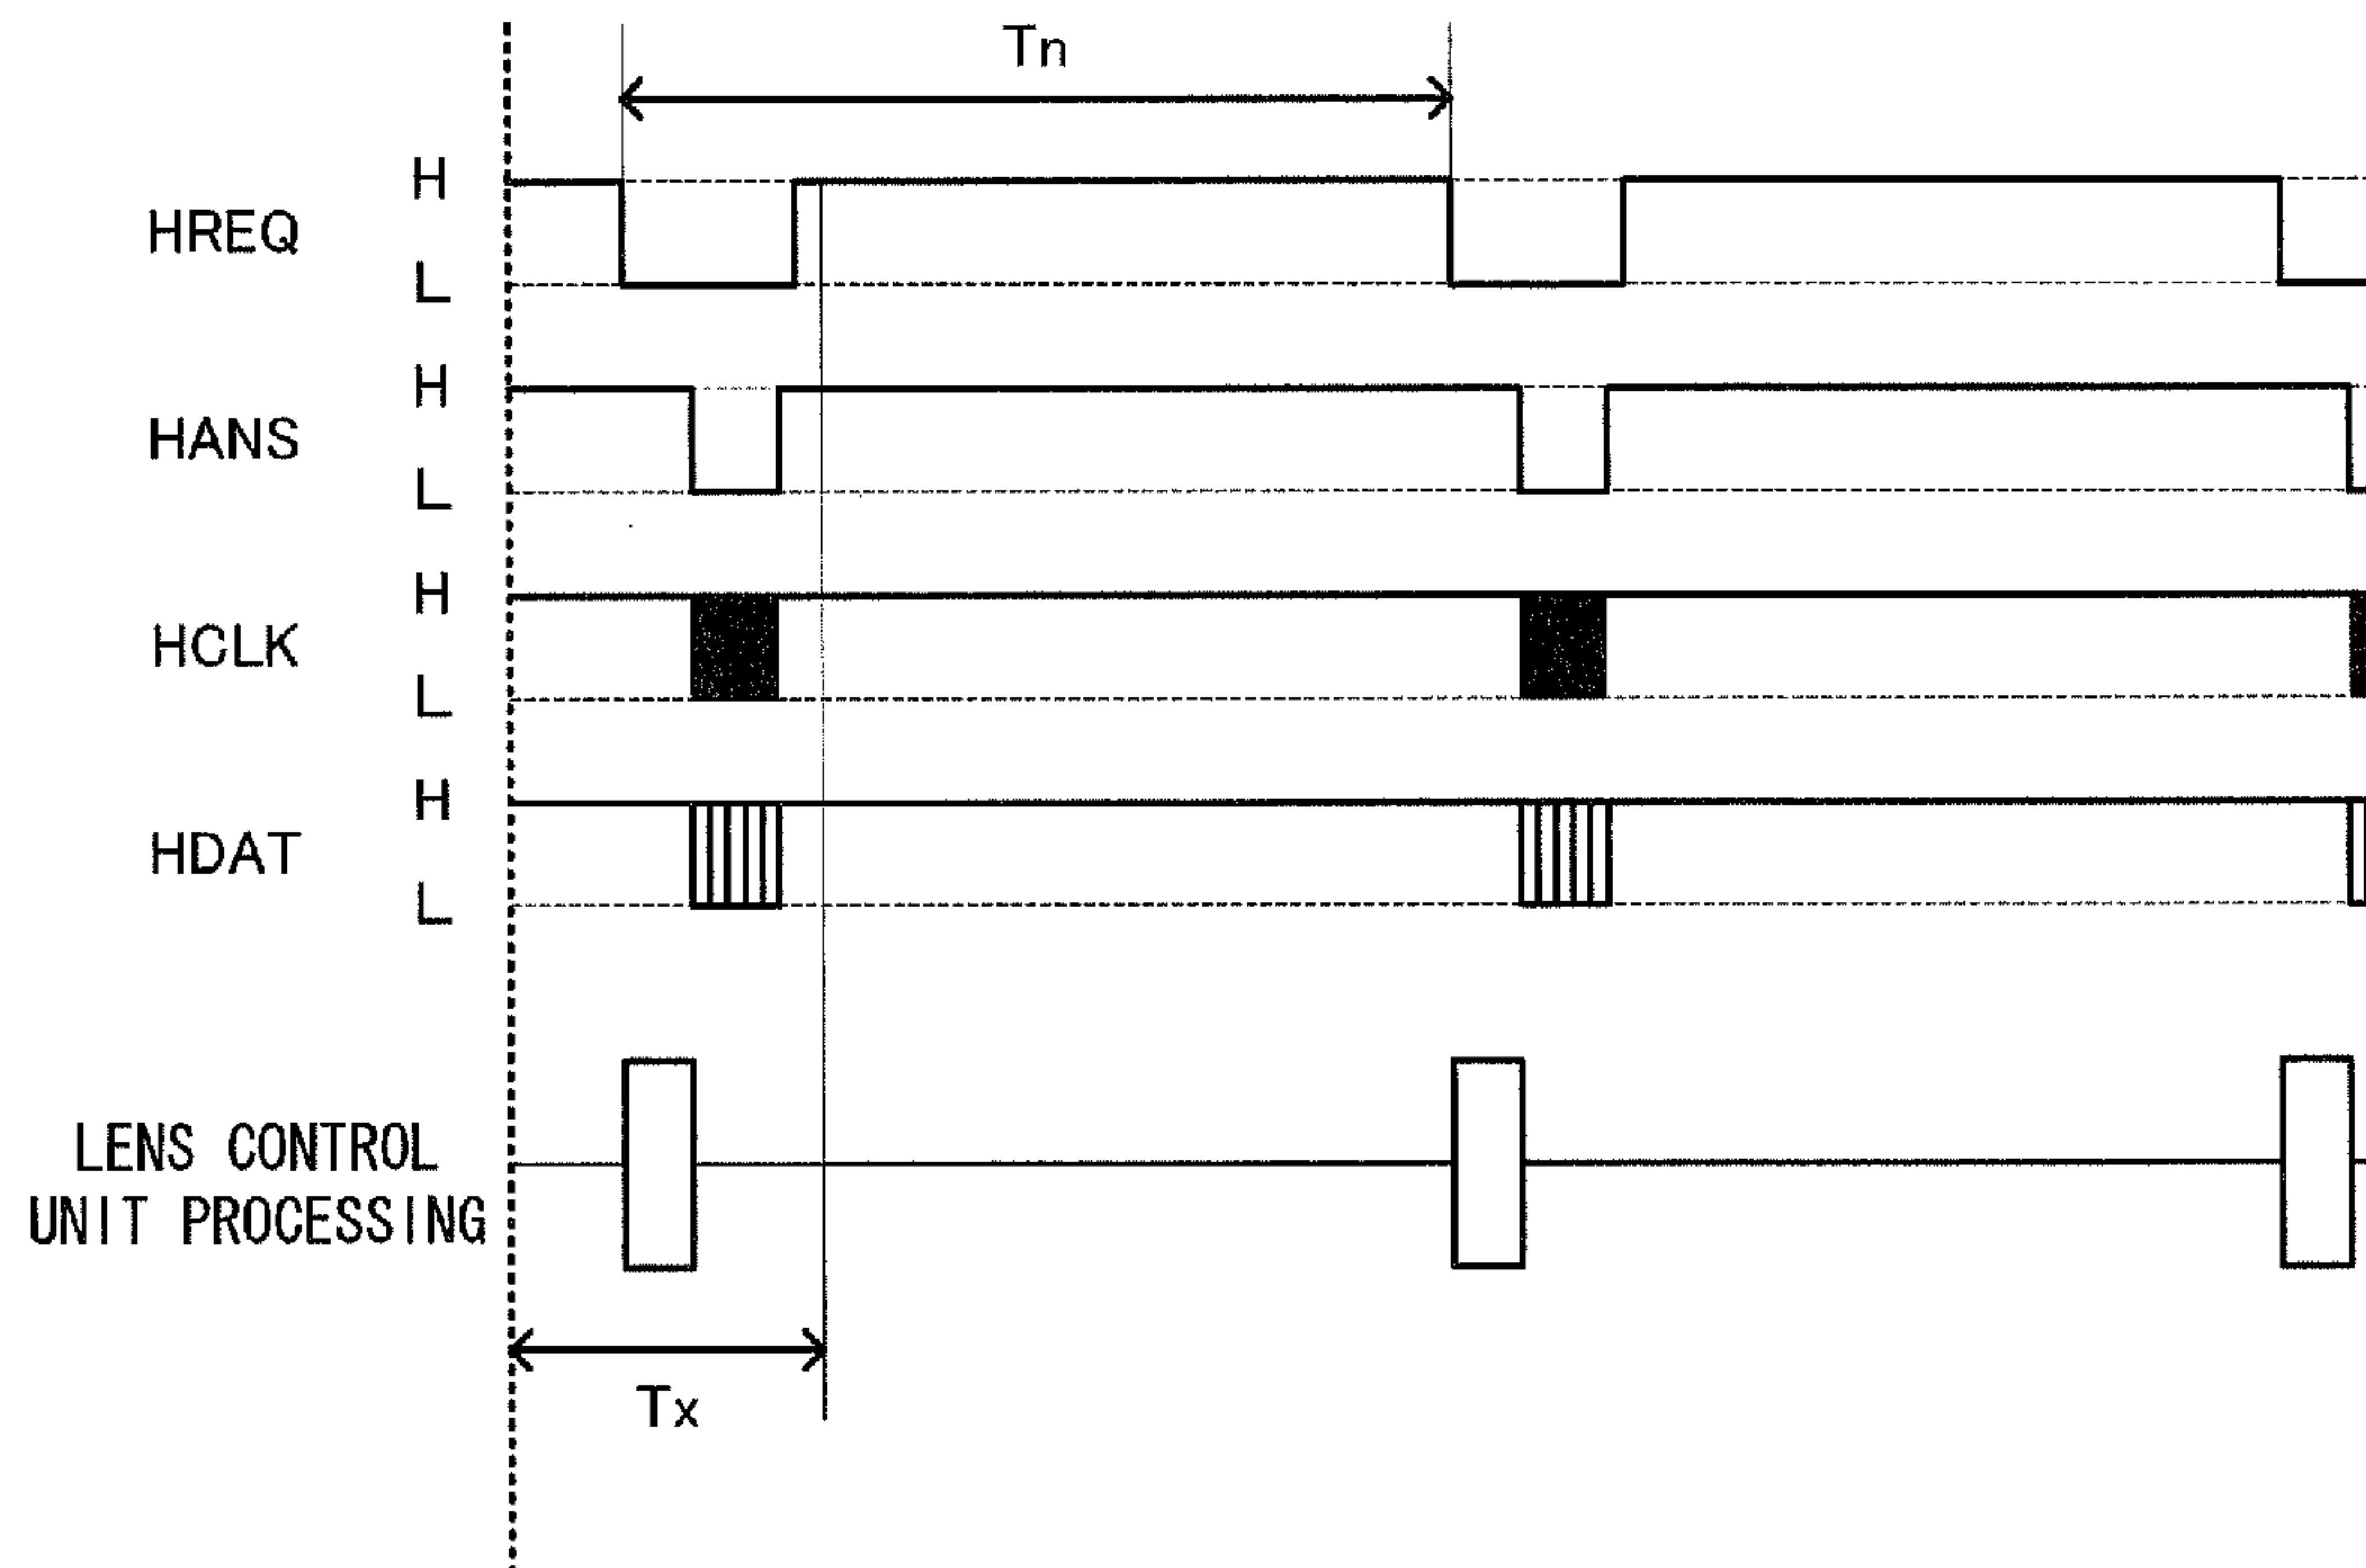 Tn
H
HREQ
L
H
HANS
L
H
HCLK
L
H
HDAT
L
LENS CONTROL
UNIT PROCESSING
Tx